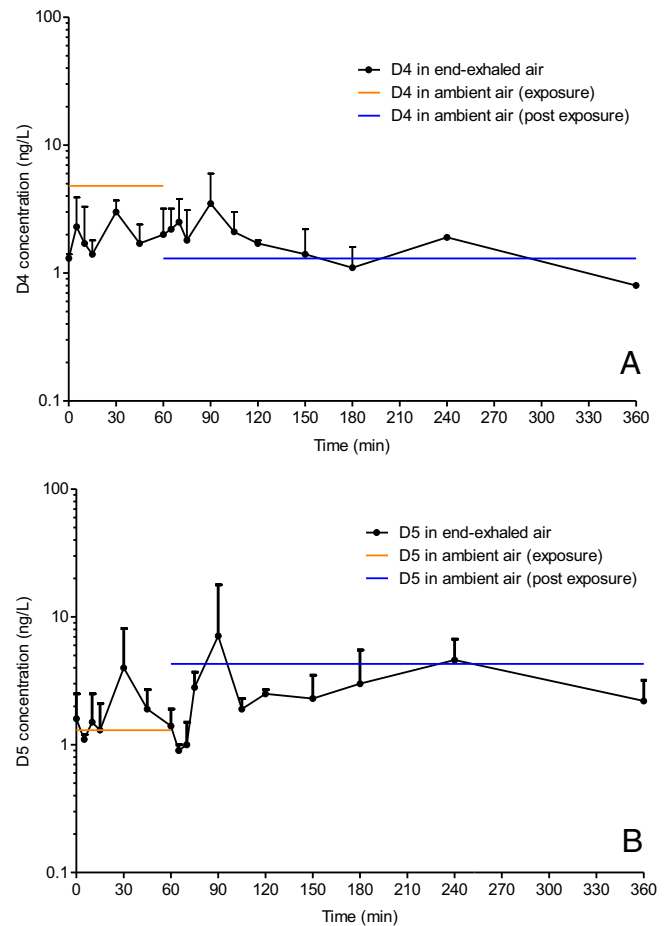 100
D4 in end-exhaled air
D4 in ambient air (exposure)
D4 in ambient air (post exposure)
10
D4 concentration (ng/L)
1
A
0.1
0 30 60 90 120 150 180 210 240 270 300 330 360
Time (min)
100
D5 in end-exhaled air
D5 in ambient air (exposure)
D5 in ambient air (post exposure)
10
D5 concentration (ng/L)
1
B
0.1
0 30 60 90 120 150 180 210 240 270 300 330 360
Time (min)